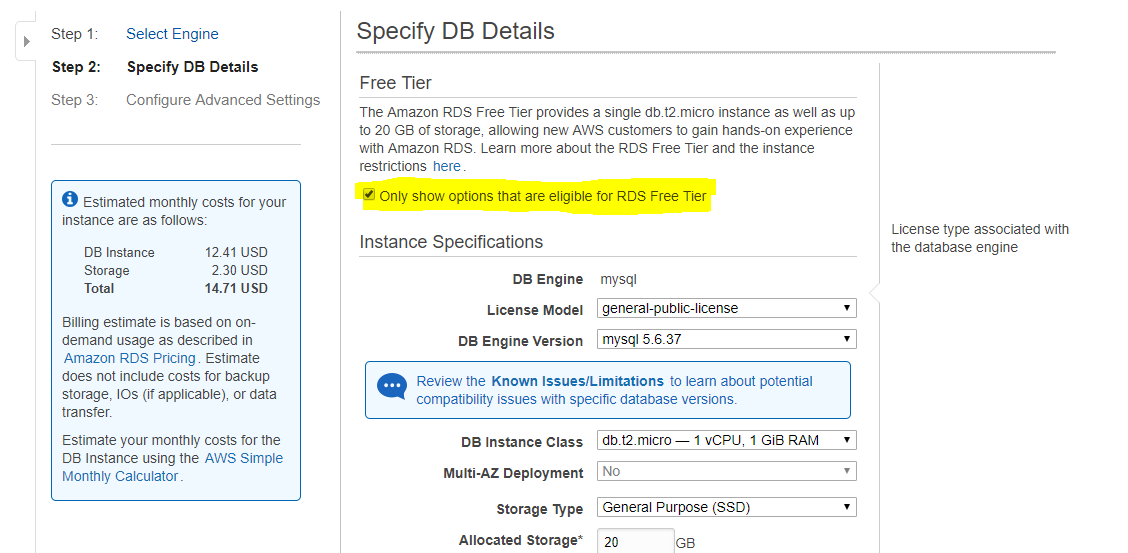 Step 1: Select Engine
Step 2: Specify DB Details
Step 3: Configure Advanced Settings
Estimated monthly costs for your
instance are as follows:
DB Instance 12.41 USD
Storage 2.30 USD
Total 14.71 USD
Billing estimate is based on on-
demand usage as described in
Amazon RDS Pricing. Estimate
does not include costs for backup
storage, IOs (if applicable), or data
transfer.
Estimate your monthly costs for the
DB Instance using the AWS Simple
Monthly Calculator.
Specify DB Details
Free Tier
The Amazon RDS Free Tier provides a single db.t2.micro instance as well as up
to 20 GB of storage, allowing new AWS customers to gain hands-on experience
with Amazon RDS. Learn more about the RDS Free Tier and the instance
restrictions here.
Only show options that are eligible for RDS Free Tier
Instance Specifications
DB Engine mysql
License Model general-public-license
DB Engine Version mysql 5.6.37
Review the Known Issues/Limitations to learn about potential
compatibility issues with specific database versions.
DB Instance Class db.t2.micro — 1 vCPU, 1 GiB RAM
Multi-AZ Deployment No
Storage Type General Purpose (SSD)
Allocated Storage* 20 GB
License type associated with
the database engine